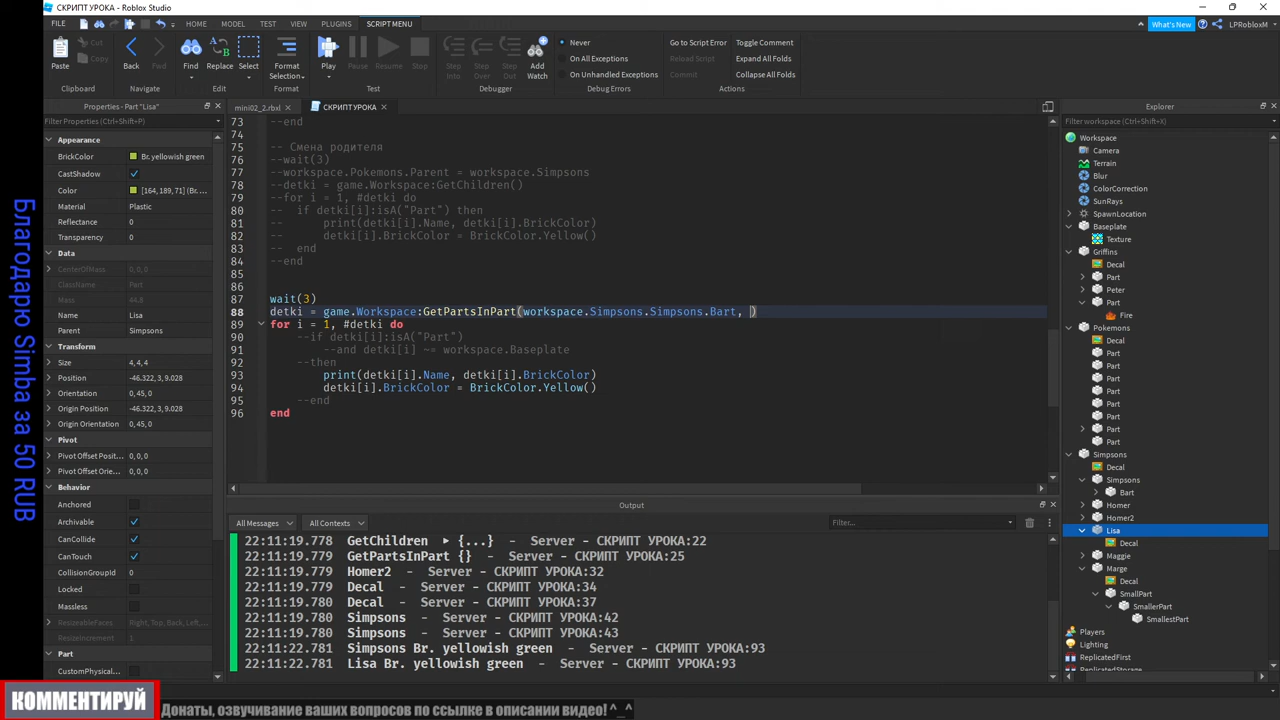 СКРИПТ УРОКА - Roblox Studio
FILE HOME MODEL TEST VIEW PLUGINS SCRIPT MENU What's New LPRobloxM
Paste Cut Copy Back Forward Find Replace Select Format Selection Play Pause Resume Stop Step Into Step Over Step Out Add Watch
Never
On All Exceptions
On Unhandled Exceptions
Go to Script Error Toggle Comment
Reload Script Expand All Folds
Commit Collapse All Folds
Clipboard Navigate Edit Format Test Debugger Debug Errors Actions
Properties - Part "Lisa"
Filter Properties (Ctrl+Shift+P)
Appearance
BrickColor Br. yellowish green
CastShadow
Color [164, 189, 71] (Br. ...
Material Plastic
Reflectance 0
Transparency 0
Data
CenterOfMass 0, 0, 0
ClassName Part
Mass 44.8
Name Lisa
Parent Simpsons
Transform
Size 4, 4, 4
Position -46.322, 3, 9.028
Orientation 0, 45, 0
Origin Position -46.322, 3, 9.028
Origin Orientation 0, 45, 0
Pivot
Pivot Offset Posit... 0, 0, 0
Pivot Offset Orie... 0, 0, 0
Behavior
Anchored
Archivable
CanCollide
CanTouch
CollisionGroupId 0
Locked
Massless
ResizeableFaces Right, Top, Back, Left,...
ResizeIncrement 1
Part
CustomPhysical...
mini02_2.rbxl СКРИПТ УРОКА
73 --end
74
75 -- Смена родителя
76 --wait(3)
77 --workspace.Pokemons.Parent = workspace.Simpsons
78 --detki = game.Workspace:GetChildren()
79 --for i = 1, #detki do
80 -- if detki[i]:isA("Part") then
81 -- print(detki[i].Name, detki[i].BrickColor)
82 -- detki[i].BrickColor = BrickColor.Yellow()
83 -- end
84 --end
85
86
87 wait(3)
88 detki = game.Workspace:GetPartsInPart(workspace.Simpsons.Simpsons.Bart, )
89 for i = 1, #detki do
90 --if detki[i]:isA("Part")
91 --and detki[i] ~= workspace.Baseplate
92 --then
93 print(detki[i].Name, detki[i].BrickColor)
94 detki[i].BrickColor = BrickColor.Yellow()
95 --end
96 end
Output
All Messages All Contexts Filter...
22:11:19.778 GetChildren ▶ {...} - Server - СКРИПТ УРОКА:22
22:11:19.779 GetPartsInPart {} - Server - СКРИПТ УРОКА:25
22:11:19.779 Homer2 - Server - СКРИПТ УРОКА:32
22:11:19.779 Decal - Server - СКРИПТ УРОКА:34
22:11:19.780 Decal - Server - СКРИПТ УРОКА:37
22:11:19.780 Simpsons - Server - СКРИПТ УРОКА:42
22:11:19.780 Simpsons - Server - СКРИПТ УРОКА:43
22:11:22.781 Simpsons Br. yellowish green - Server - СКРИПТ УРОКА:93
22:11:22.781 Lisa Br. yellowish green - Server - СКРИПТ УРОКА:93
Explorer
Filter workspace (Ctrl+Shift+X)
Workspace
Camera
Terrain
Blur
ColorCorrection
SunRays
SpawnLocation
Baseplate
Texture
Griffins
Decal
Part
Peter
Part
Fire
Pokemons
Decal
Part
Part
Part
Part
Part
Part
Part
Part
Simpsons
Decal
Simpsons
Bart
Homer
Homer2
Lisa
Decal
Maggie
Marge
Decal
SmallPart
SmallerPart
SmallestPart
Players
Lighting
ReplicatedFirst
ReplicatedStorage
Благодарю Simba за 50 RUB
КОММЕНТИРУЙ
Донаты, озвучивание ваших вопросов по ссылке в описании видео! ^_^